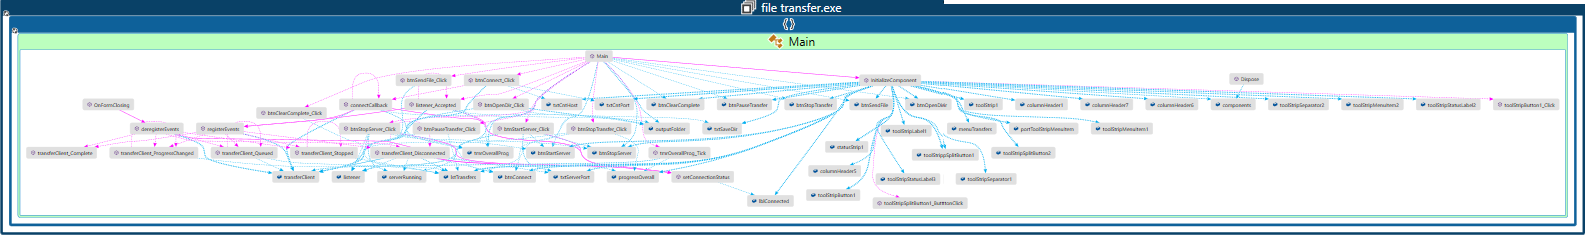 file transfer.exe
{}
Main
Main
btnSendFile_Click
btnConnect_Click
InitializeComponent
Dispose
OnFormClosing
connectCallback
listener_Accepted
btnOpenDir_Click
txtCntHost
txtCntPort
btnClearComplete
btnPauseTransfer
btnStopTransfer
btnSendFile
btnOpenDir
toolStrip1
columnHeader1
columnHeader7
columnHeader6
components
toolStripSeparator2
toolStripMenuItem2
toolStripStatusLabel2
toolStripButton1_Click
btnClearComplete_Click
deregisterEvents
registerEvents
btnStopServer_Click
btnPauseTransfer_Click
btnStartServer_Click
btnStopTransfer_Click
outputFolder
txtSaveDir
toolStripLabel1
menuTransfers
portToolStripMenuItem
toolStripMenuItem1
statusStrip1
transferClient_Complete
transferClient_ProgressChanged
transferClient_Queued
transferClient_Stopped
transferClient_Disconnected
tmrOverallProg
btnStartServer
btnStopServer
tmrOverallProg_Tick
toolStripSplitButton1
toolStripSplitButton2
columnHeader5
transferClient
listener
serverRunning
lstTransfers
btnConnect
txtServerPort
progressOverall
setConnectionStatus
toolStripStatusLabel3
toolStripSeparator1
toolStripButton1
lblConnected
toolStripSplitButton1_ButtonClick